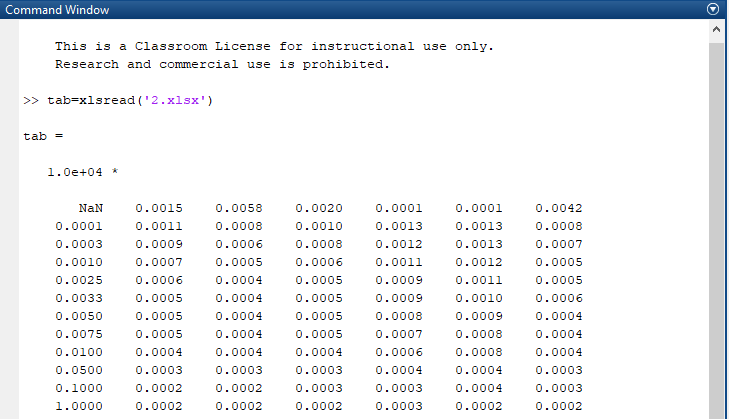 Command Window
This is a Classroom License for instructional use only.
Research and commercial use is prohibited.
>> tab=xlsread('2.xlsx')
tab =
1.0e+04 *
NaN 0.0015 0.0058 0.0020 0.0001 0.0001 0.0042
0.0001 0.0011 0.0008 0.0010 0.0013 0.0013 0.0008
0.0003 0.0009 0.0006 0.0008 0.0012 0.0013 0.0007
0.0010 0.0007 0.0005 0.0006 0.0011 0.0012 0.0005
0.0025 0.0006 0.0004 0.0005 0.0009 0.0011 0.0005
0.0033 0.0005 0.0004 0.0005 0.0009 0.0010 0.0006
0.0050 0.0005 0.0004 0.0005 0.0008 0.0009 0.0004
0.0075 0.0005 0.0004 0.0005 0.0007 0.0008 0.0004
0.0100 0.0004 0.0004 0.0004 0.0006 0.0008 0.0004
0.0500 0.0003 0.0003 0.0003 0.0004 0.0004 0.0003
0.1000 0.0002 0.0002 0.0003 0.0003 0.0004 0.0003
1.0000 0.0002 0.0002 0.0002 0.0003 0.0002 0.0002